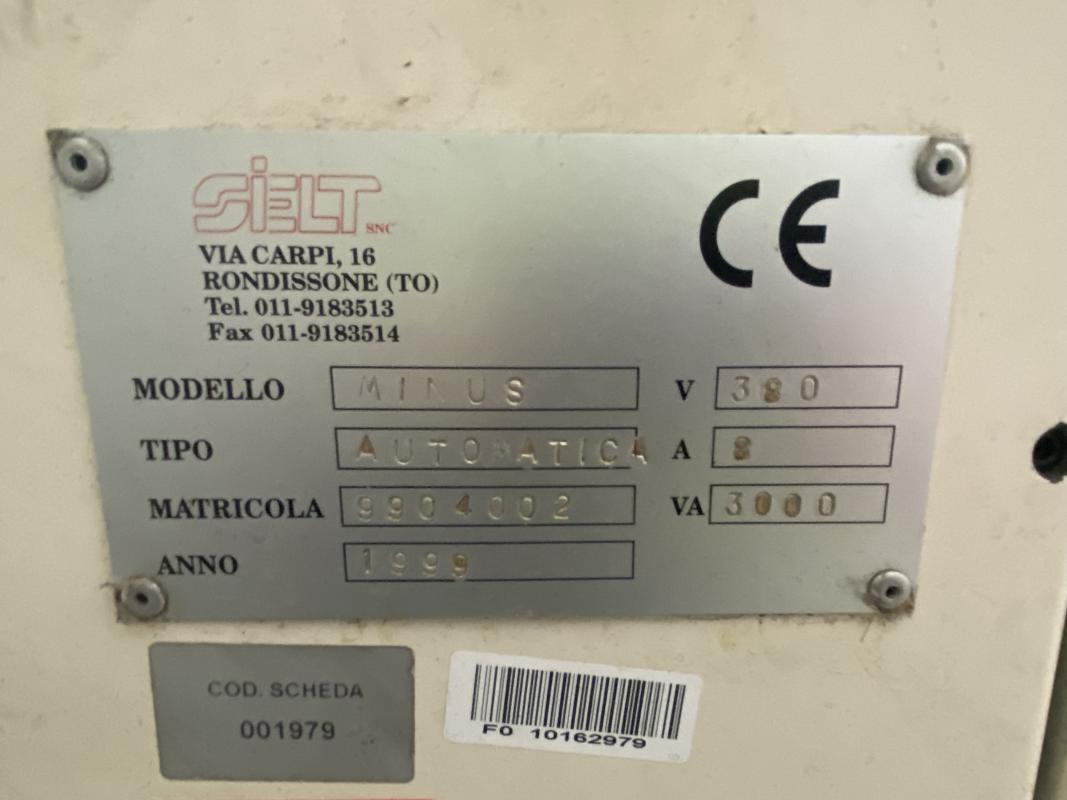 SIELT SNC
VIA CARPI, 16
RONDISSONE (TO)
Tel. 011-9183513
Fax 011-9183514
CE
MODELLO MINUS V 380
TIPO AUTOMATICA A 8
MATRICOLA 9904002 VA 3000
ANNO 1999
COD. SCHEDA
001979
F0 10162979